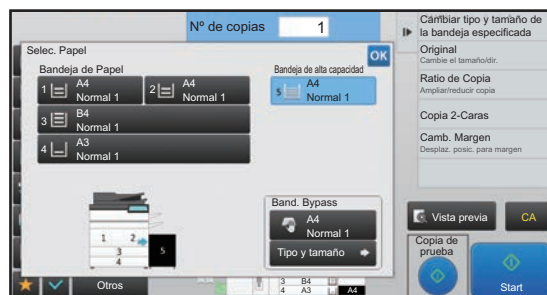 Nº de copias 1
Selec. Papel
OK
Bandeja de Papel
Bandeja de alta capacidad
1 A4
Normal 1
2 A4
Normal 1
5 A4
Normal 1
3 B4
Normal 1
4 A3
Normal 1
1 2
3
4
5
Band. Bypass
A4
Normal 1
Tipo y tamaño
Otros
3 B4
4 A3
A4
Cambiar tipo y tamaño de
la bandeja especificada
Original
Cambie el tamaño/dir.
Ratio de Copia
Ampliar/reducir copia
Copia 2-Caras
Camb. Margen
Desplaz. posic. para margen
Vista previa
CA
Copia de
prueba
Start